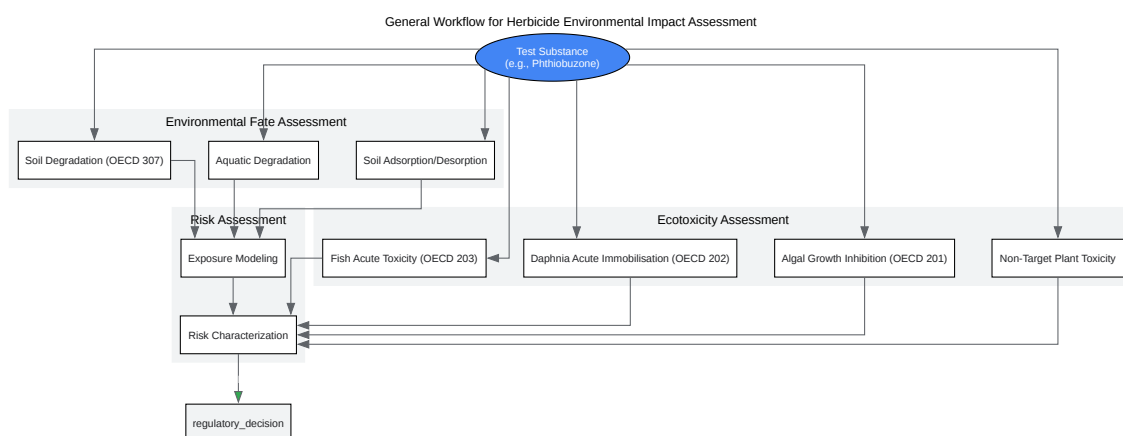 General Workflow for Herbicide Environmental Impact Assessment
Test Substance
(e.g., Phthiobuzone)
Environmental Fate Assessment
Soil Degradation (OECD 307)
Aquatic Degradation
Soil Adsorption/Desorption
Risk Assessment
Ecotoxicity Assessment
Exposure Modeling
Fish Acute Toxicity (OECD 203)
Daphnia Acute Immobilisation (OECD 202)
Algal Growth Inhibition (OECD 201)
Non-Target Plant Toxicity
Risk Characterization
regulatory_decision